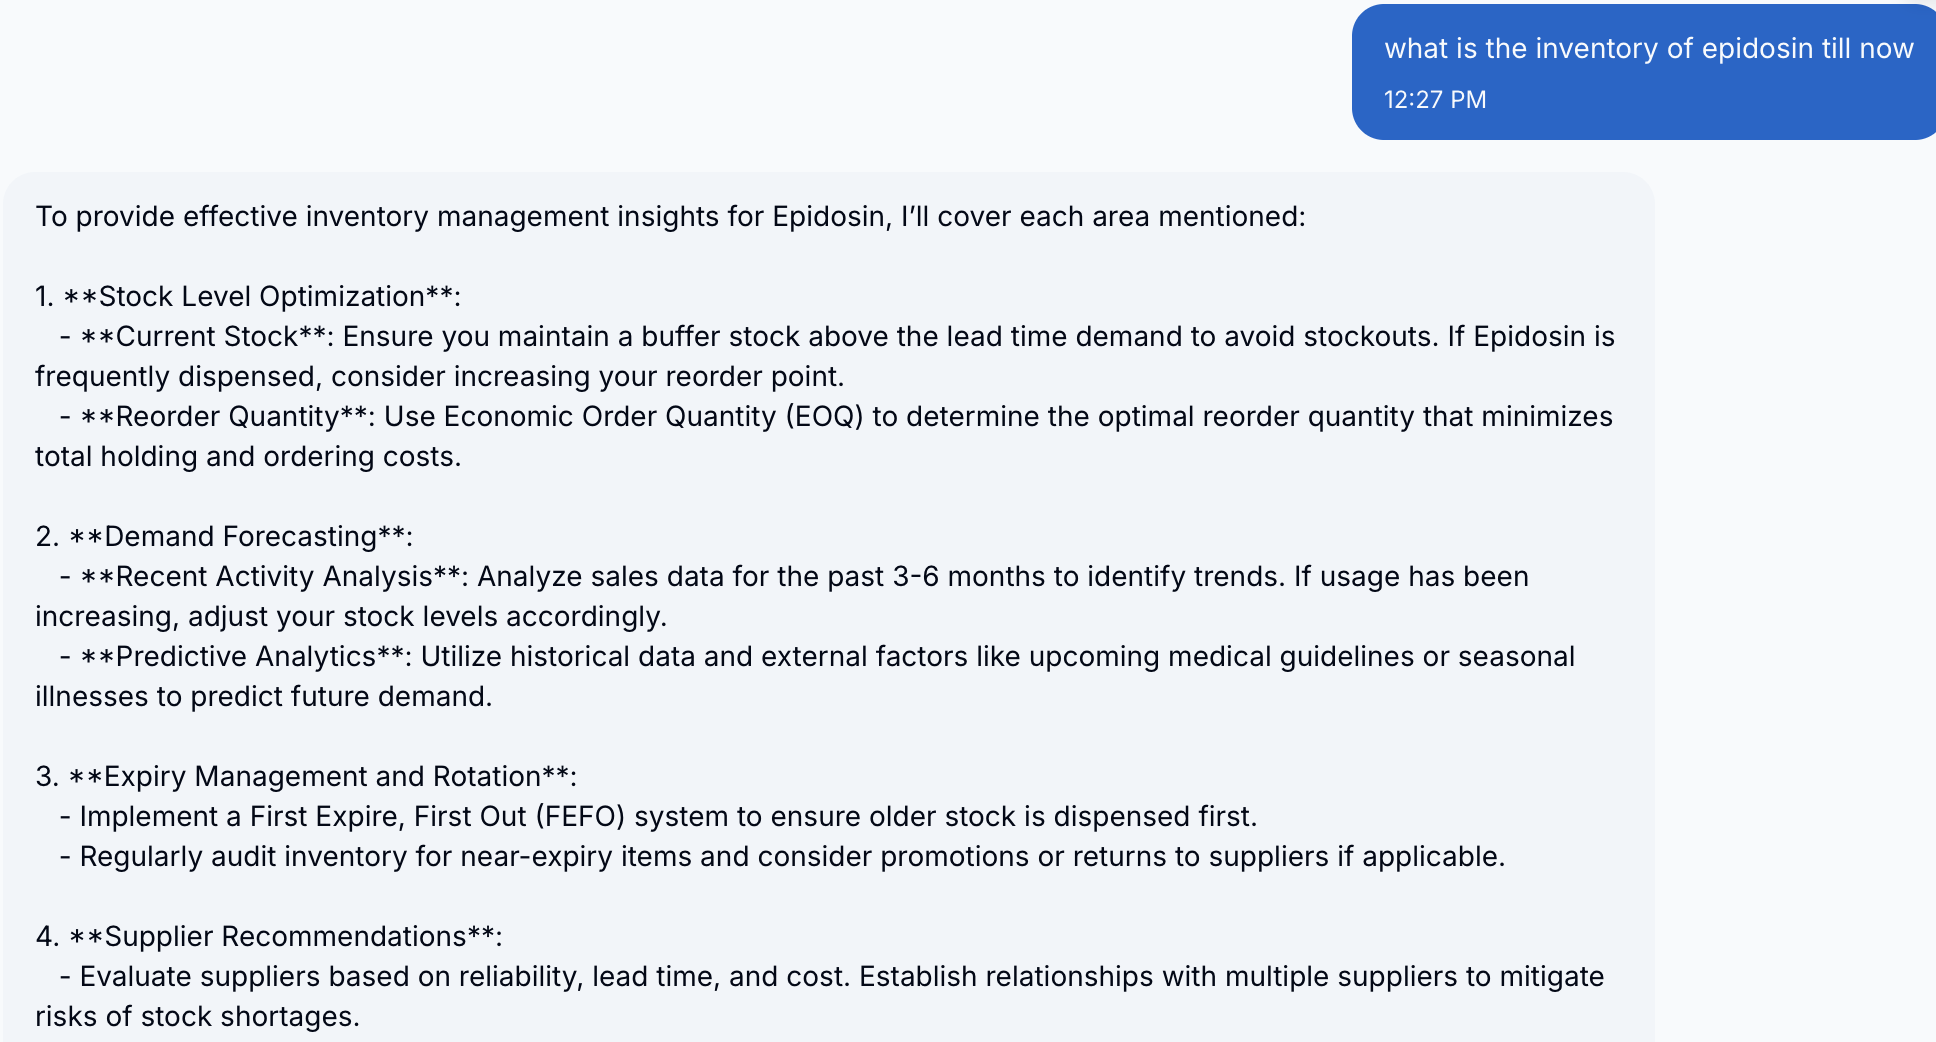 what is the inventory of epidosin till now
12:27 PM
To provide effective inventory management insights for Epidosin, I’ll cover each area mentioned:
1. **Stock Level Optimization**:
- **Current Stock**: Ensure you maintain a buffer stock above the lead time demand to avoid stockouts. If Epidosin is
frequently dispensed, consider increasing your reorder point.
- **Reorder Quantity**: Use Economic Order Quantity (EOQ) to determine the optimal reorder quantity that minimizes
total holding and ordering costs.
2. **Demand Forecasting**:
- **Recent Activity Analysis**: Analyze sales data for the past 3-6 months to identify trends. If usage has been
increasing, adjust your stock levels accordingly.
- **Predictive Analytics**: Utilize historical data and external factors like upcoming medical guidelines or seasonal
illnesses to predict future demand.
3. **Expiry Management and Rotation**:
- Implement a First Expire, First Out (FEFO) system to ensure older stock is dispensed first.
- Regularly audit inventory for near-expiry items and consider promotions or returns to suppliers if applicable.
4. **Supplier Recommendations**:
- Evaluate suppliers based on reliability, lead time, and cost. Establish relationships with multiple suppliers to mitigate
risks of stock shortages.